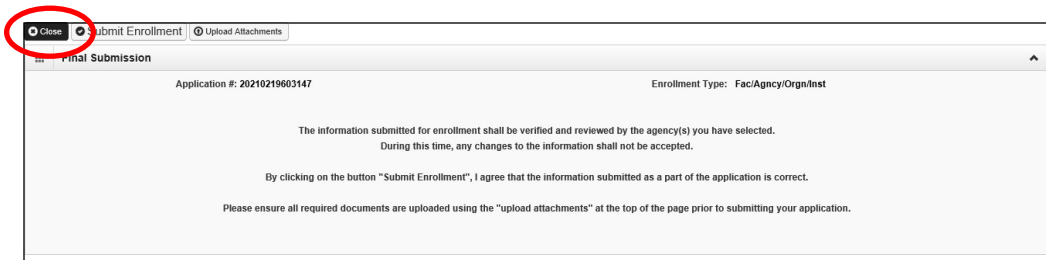 Close Submit Enrollment Upload Attachments
Final Submission
Application #: 20210219603147 Enrollment Type: Fac/Agncy/Orgn/Inst
The information submitted for enrollment shall be verified and reviewed by the agency(s) you have selected.
During this time, any changes to the information shall not be accepted.
By clicking on the button "Submit Enrollment", I agree that the information submitted as a part of the application is correct.
Please ensure all required documents are uploaded using the "upload attachments" at the top of the page prior to submitting your application.